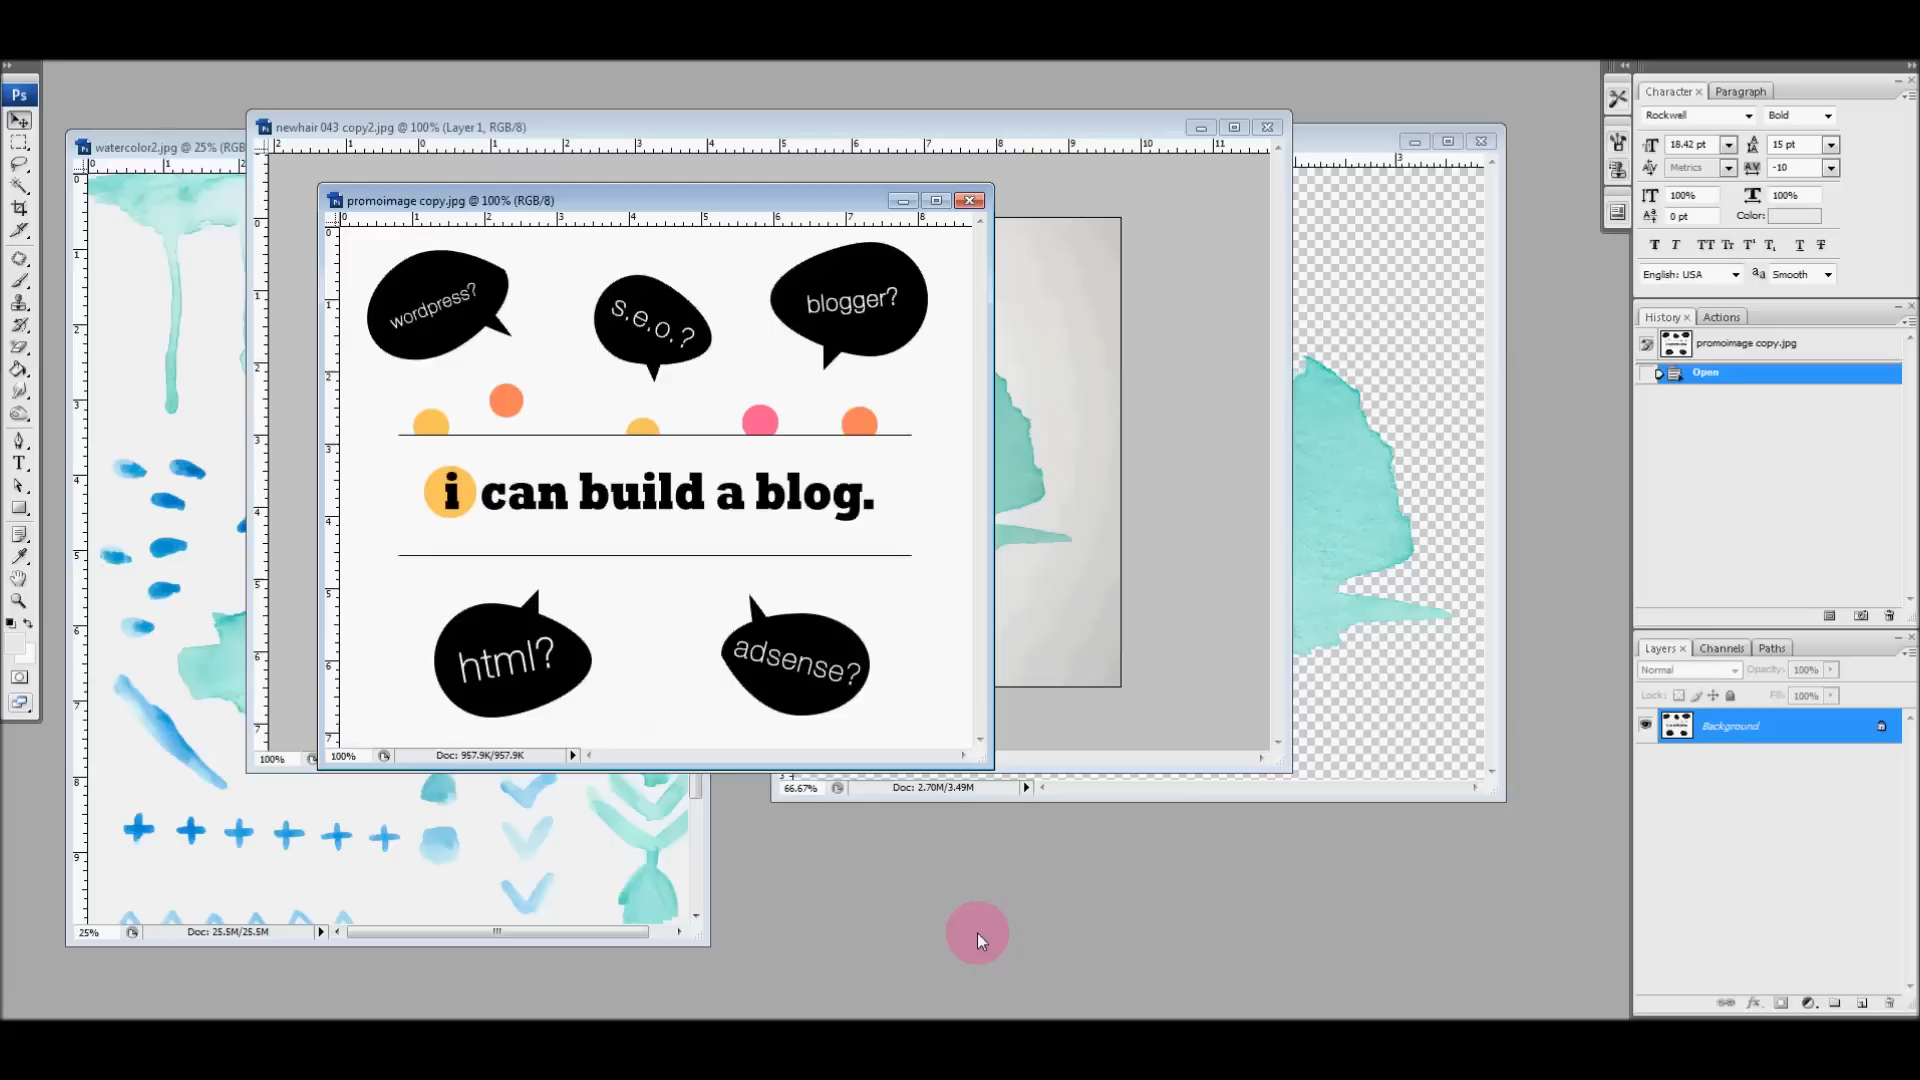 Ps
watercolor2.jpg @ 25% (RGB
newhair 043 copy2.jpg @ 100% (Layer 1, RGB/8)
promoimage copy.jpg @ 100% (RGB/8)
wordpress?
s.e.o.?
blogger?
i can build a blog.
html?
adsense?
100%
Doc: 957.9K/957.9K
100%
66.67%
Doc: 2.70M/3.49M
25%
Doc: 25.5M/25.5M
Character
Paragraph
Rockwell
Bold
18.42 pt
15 pt
Metrics
-10
100%
100%
0 pt
Color:
English: USA
Smooth
History
Actions
promoimage copy.jpg
Open
Layers
Channels
Paths
Normal
Opacity: 100%
Lock:
Fill: 100%
Background